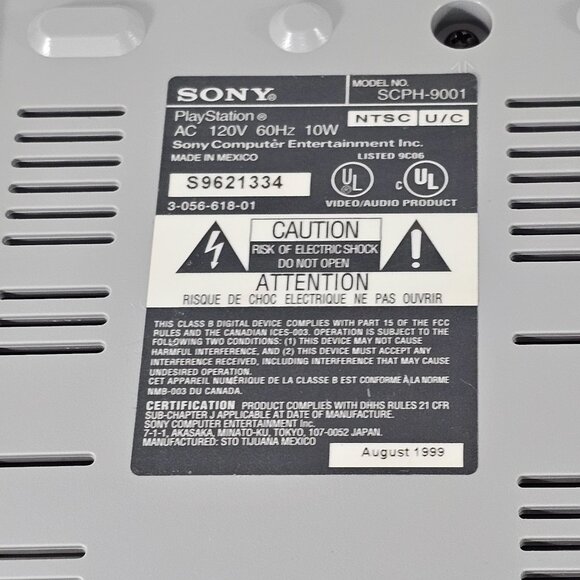 SONY®
MODEL NO.
SCPH-9001
PlayStation®
NTSC U/C
AC 120V 60Hz 10W
Sony Computer Entertainment Inc.
MADE IN MEXICO
LISTED 9C06
S9621334
UL
C UL
3-056-618-01
VIDEO/AUDIO PRODUCT
CAUTION
RISK OF ELECTRIC SHOCK
DO NOT OPEN
ATTENTION
RISQUE DE CHOC ELECTRIQUE NE PAS OUVRIR
THIS CLASS B DIGITAL DEVICE COMPLIES WITH PART 15 OF THE FCC
RULES AND THE CANADIAN ICES-003. OPERATION IS SUBJECT TO THE
FOLLOWING TWO CONDITIONS: (1) THIS DEVICE MAY NOT CAUSE
HARMFUL INTERFERENCE, AND (2) THIS DEVICE MUST ACCEPT ANY
INTERFERENCE RECEIVED, INCLUDING INTERFERENCE THAT MAY CAUSE
UNDESIRED OPERATION.
CET APPAREIL NUMÉRIQUE DE LA CLASSE B EST CONFORME À LA NORME
NMB-003 DU CANADA.
CERTIFICATION PRODUCT COMPLIES WITH DHHS RULES 21 CFR
SUB-CHAPTER J APPLICABLE AT DATE OF MANUFACTURE.
SONY COMPUTER ENTERTAINMENT Inc.
7-1-1, AKASAKA, MINATO-KU, TOKYO, 107-0052 JAPAN.
MANUFACTURED: STO TIJUANA MEXICO
August 1999